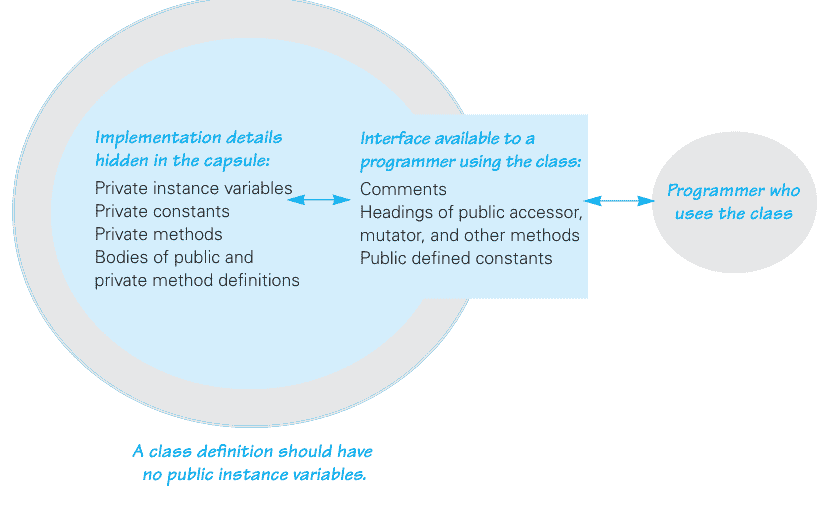 Implementation details
hidden in the capsule:
Private instance variables
Private constants
Private methods
Bodies of public and
private method definitions
Interface available to a
programmer using the class:
Comments
Headings of public accessor,
mutator, and other methods
Public defined constants
Programmer who
uses the class
A class definition should have
no public instance variables.